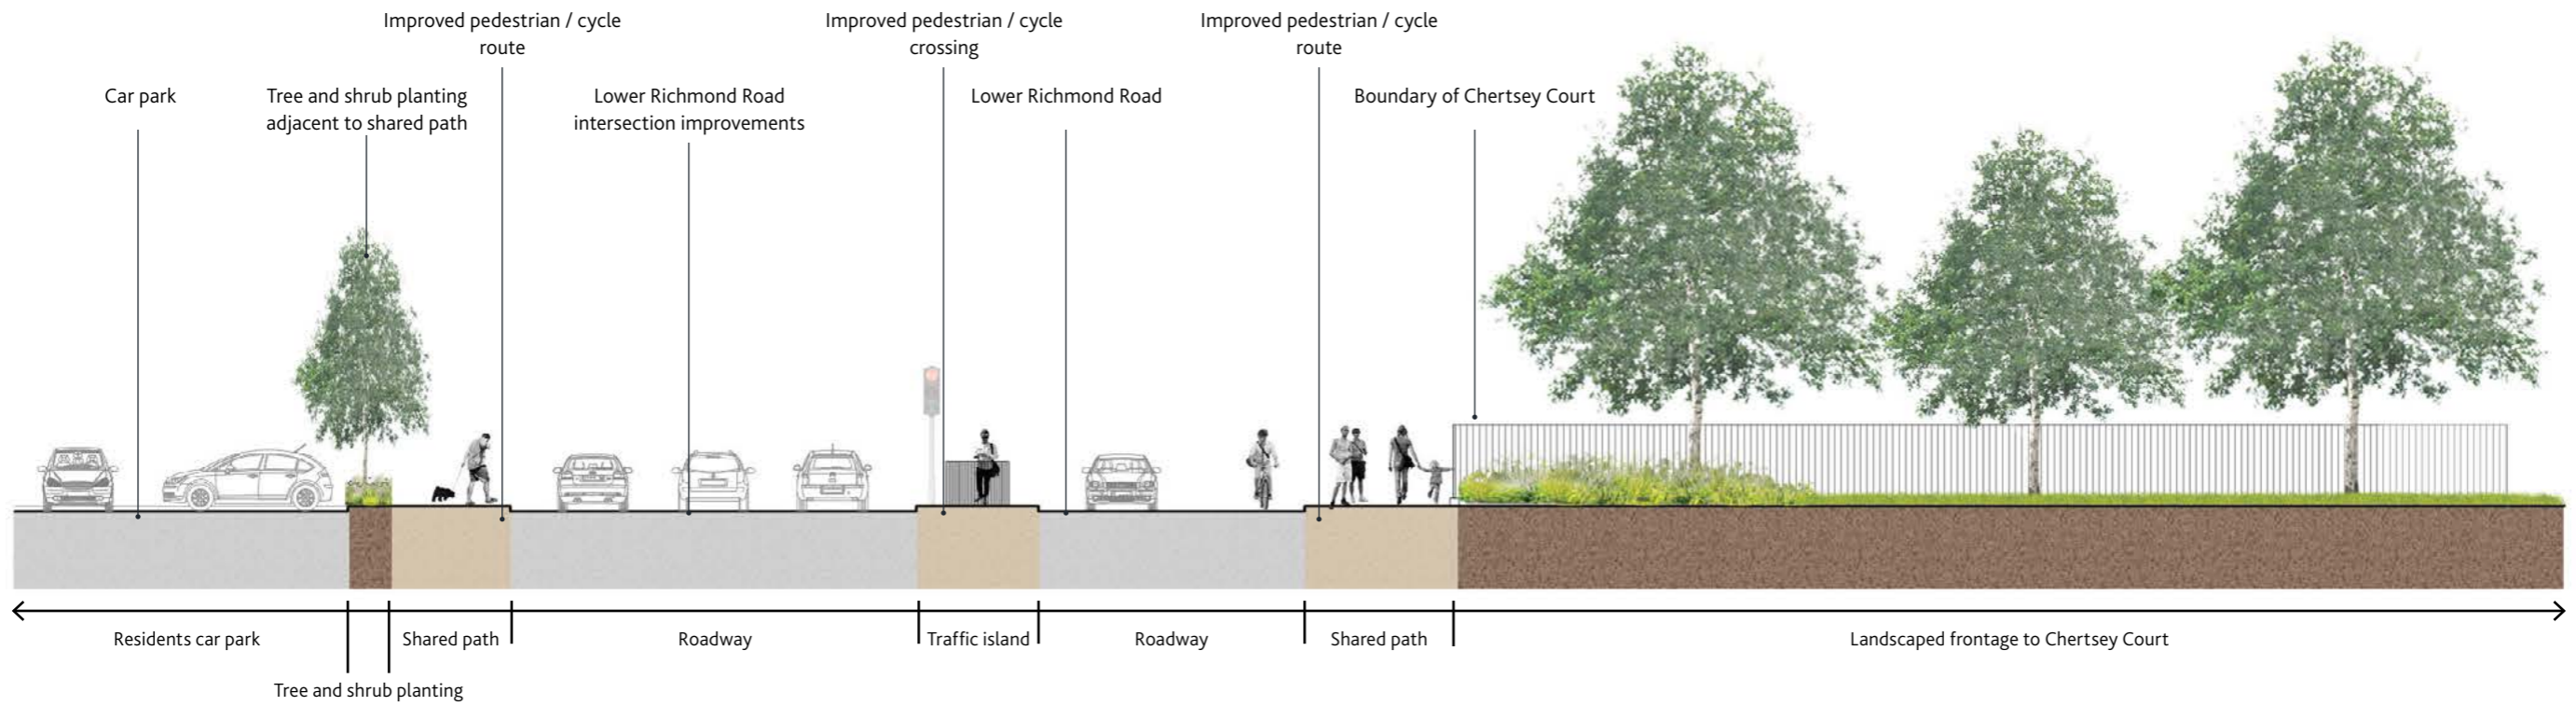 Improved pedestrian / cycle
route
Improved pedestrian / cycle
crossing
Improved pedestrian / cycle
route
Car park
Tree and shrub planting
adjacent to shared path
Lower Richmond Road
intersection improvements
Lower Richmond Road
Boundary of Chertsey Court
Residents car park
Shared path
Roadway
Traffic island
Roadway
Shared path
Landscaped frontage to Chertsey Court
Tree and shrub planting